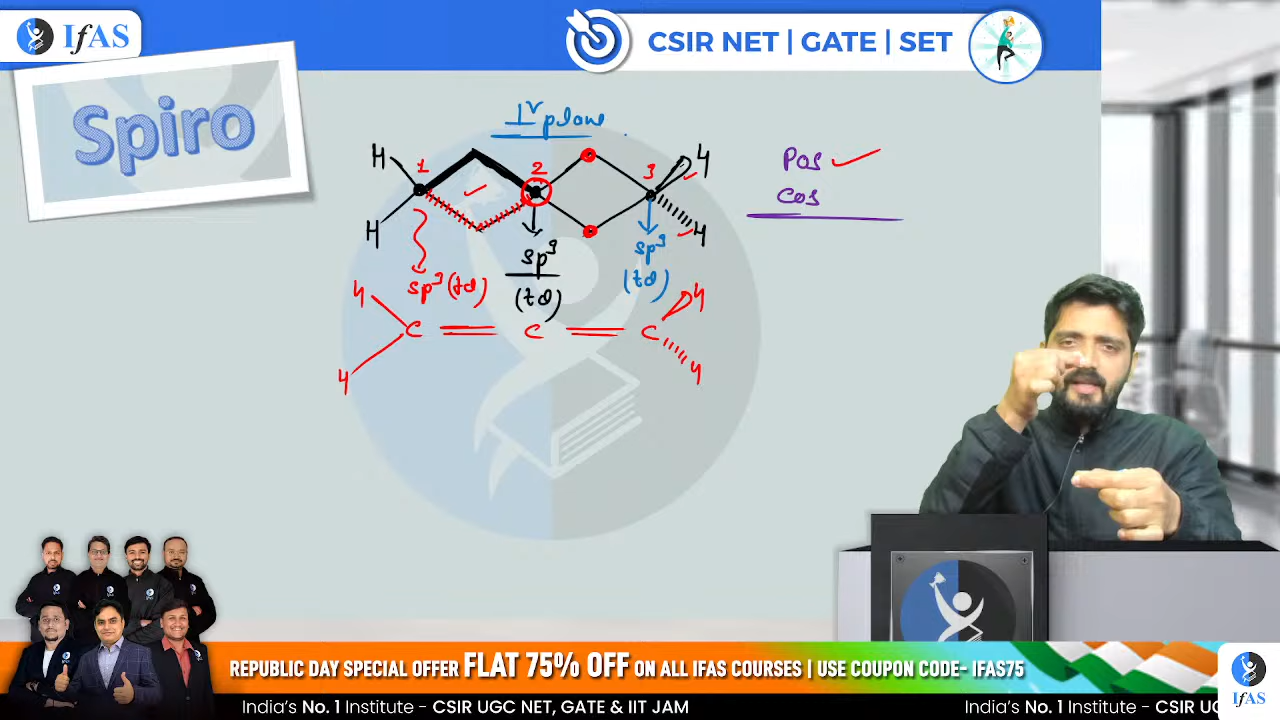 IfAS
CSIR NET | GATE | SET
Spiro
⊥r plane
H
1
2
3
H
POS
COS
H
H
sp³ (td)
sp³
(td)
sp³
(td)
H
C = C = C
H
H
H
REPUBLIC DAY SPECIAL OFFER FLAT 75% OFF ON ALL IFAS COURSES | USE COUPON CODE- IFAS75
India's No. 1 Institute - CSIR UGC NET, GATE & IIT JAM
India's No. 1 Institute - CSIR UG
IfAS